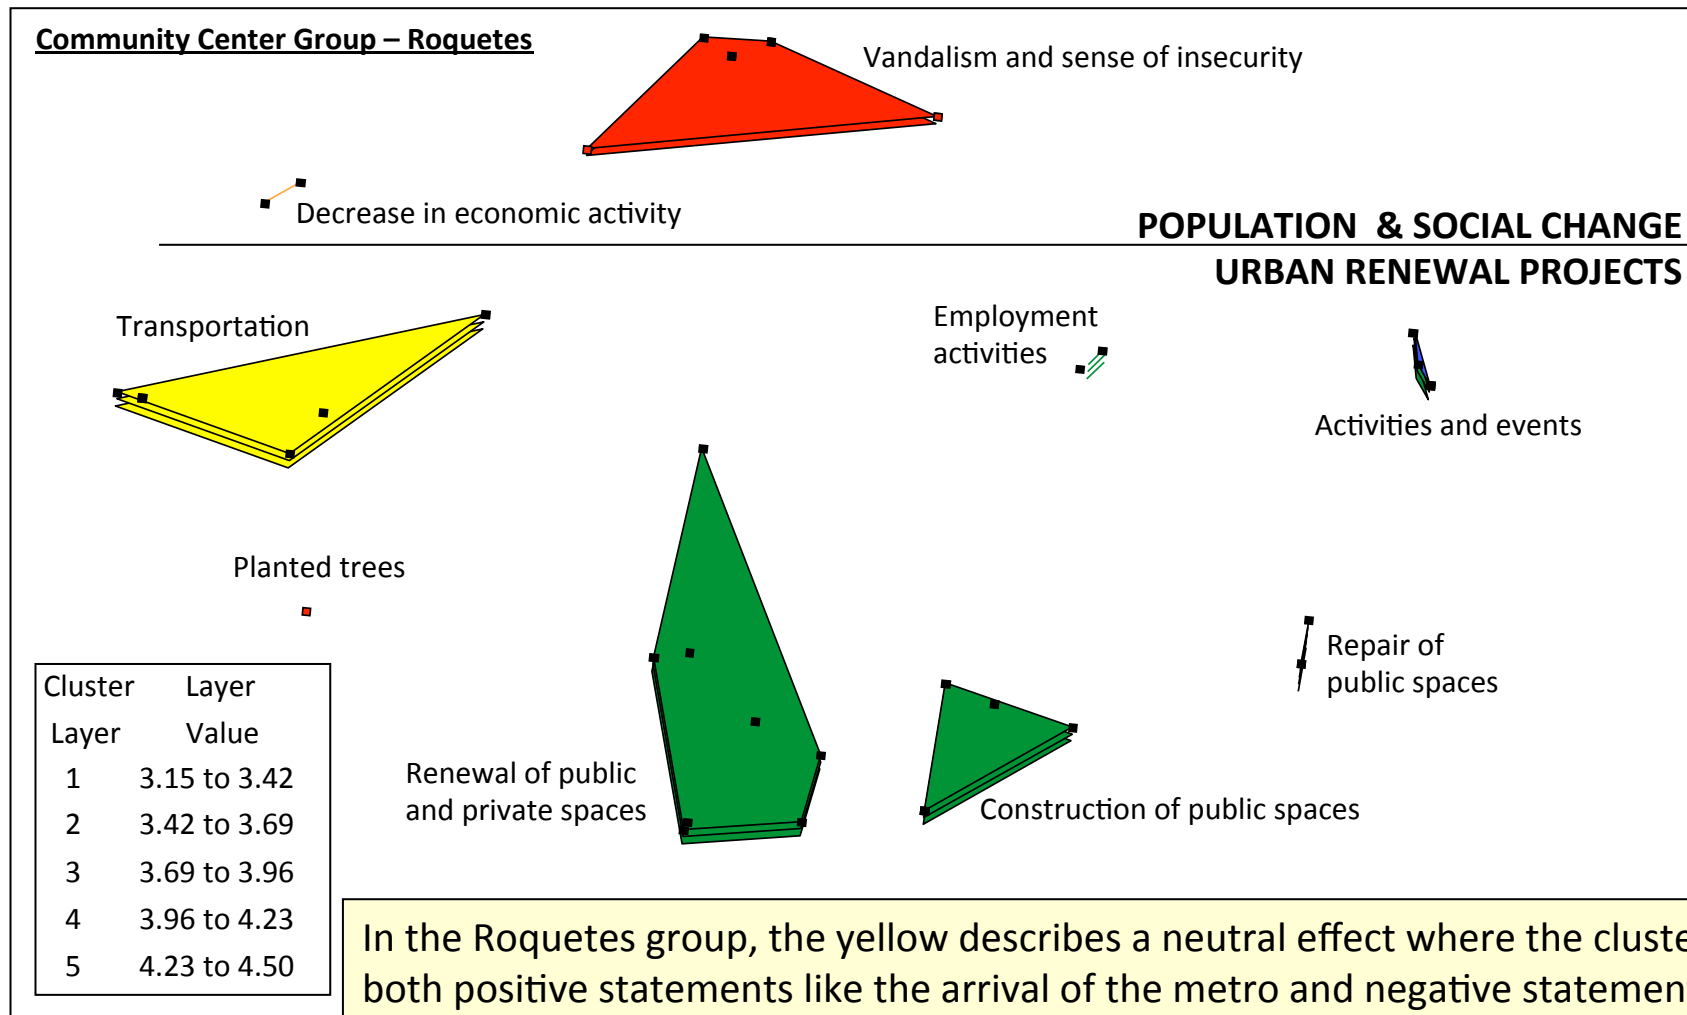 Community Center Group – Roquetes
Vandalism and sense of insecurity
Decrease in economic activity
POPULATION & SOCIAL CHANGE
URBAN RENEWAL PROJECTS
Transportation
Employment
activities
Activities and events
Planted trees
Repair of
public spaces
Renewal of public
and private spaces
Construction of public spaces
Cluster Layer
Layer Value
1 3.15 to 3.42
2 3.42 to 3.69
3 3.69 to 3.96
4 3.96 to 4.23
5 4.23 to 4.50
In the Roquetes group, the yellow describes a neutral effect where the cluste
both positive statements like the arrival of the metro and negative statemen